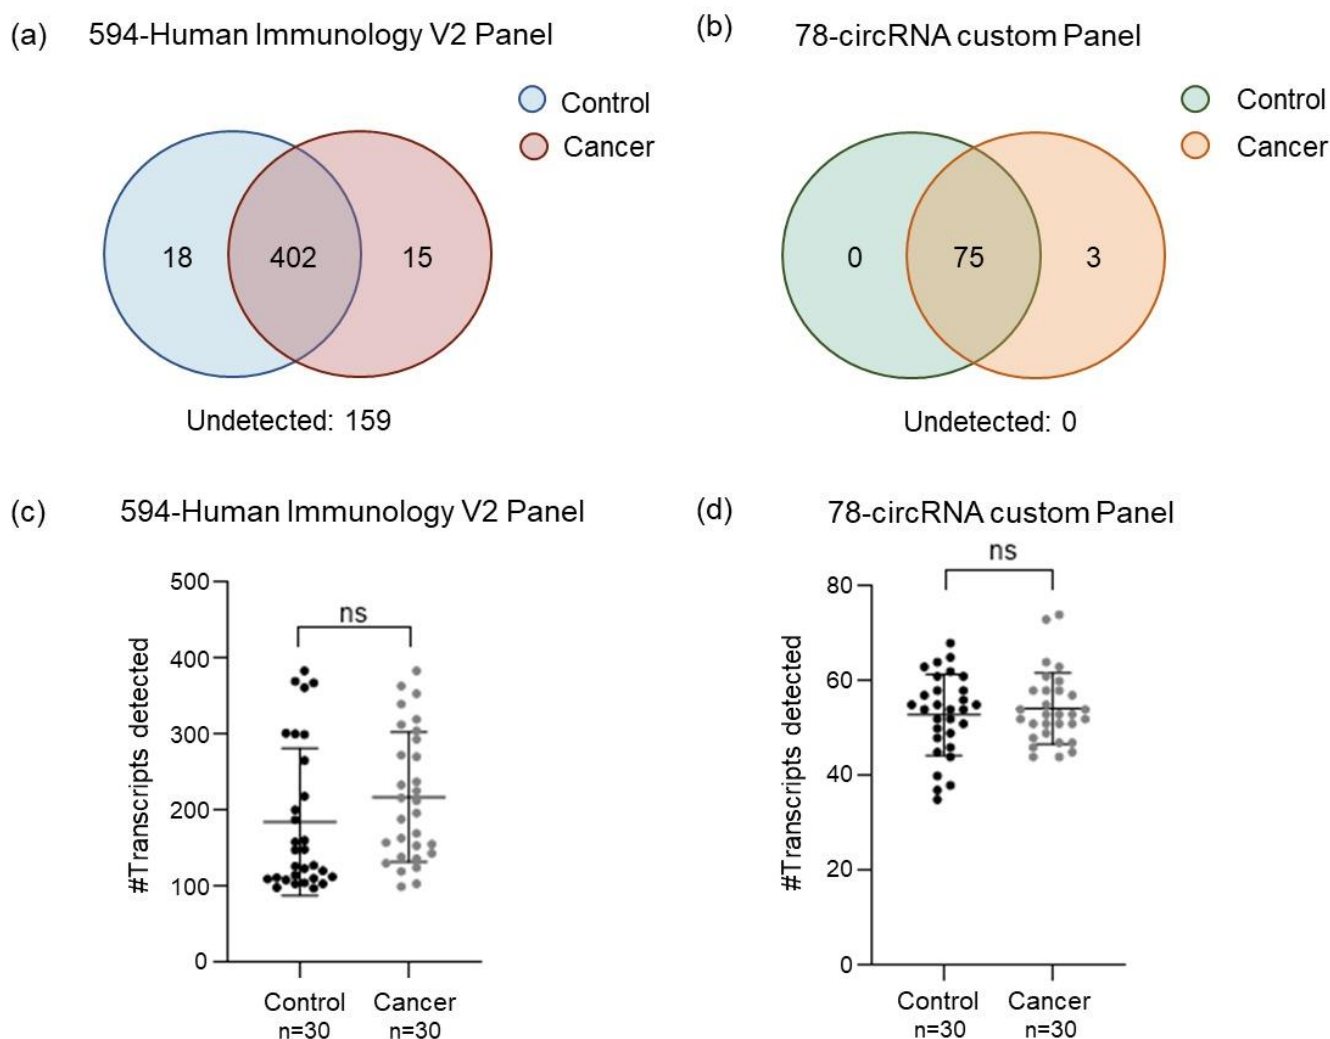 (a) 594-Human Immunology V2 Panel
Control
Cancer
18 402 15
Undetected: 159
(b) 78-circRNA custom Panel
Control
Cancer
0 75 3
Undetected: 0
(c) 594-Human Immunology V2 Panel
ns
#Transcripts detected
500
400
300
200
100
0
Control Cancer
n=30 n=30
(d) 78-circRNA custom Panel
ns
#Transcripts detected
80
60
40
20
0
Control Cancer
n=30 n=30